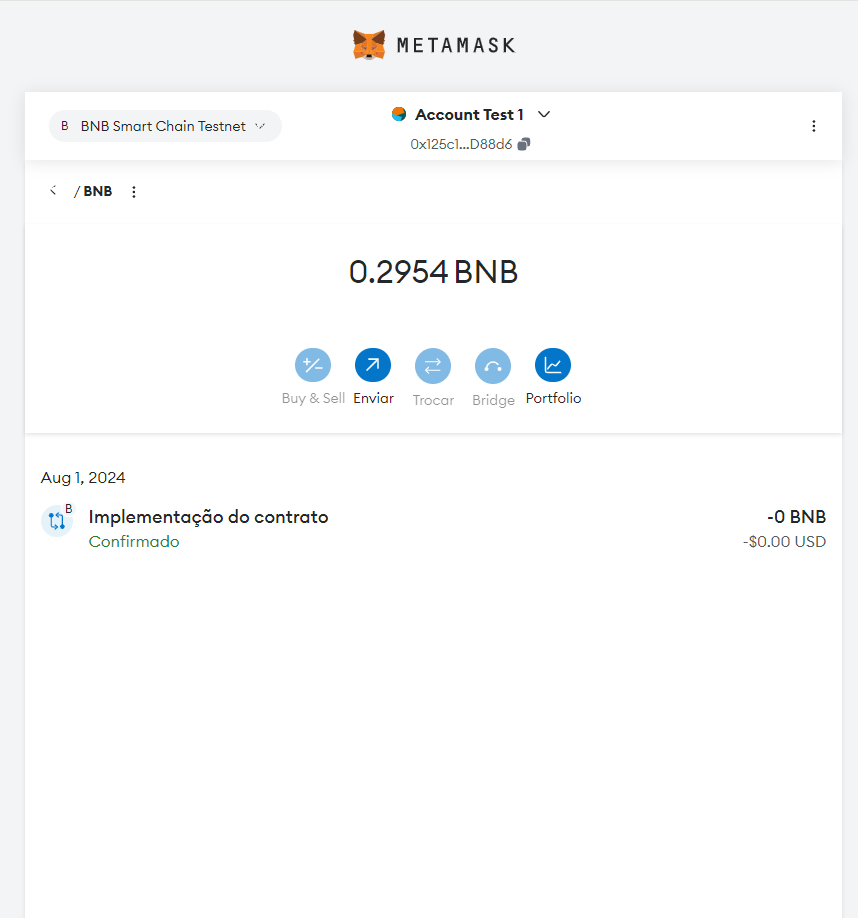 METAMASK
B BNB Smart Chain Testnet
Account Test 1
0x125c1...D88d6
/ BNB
0.2954 BNB
Buy & Sell Enviar Trocar Bridge Portfolio
Aug 1, 2024
B
Implementação do contrato -0 BNB
Confirmado -$0.00 USD